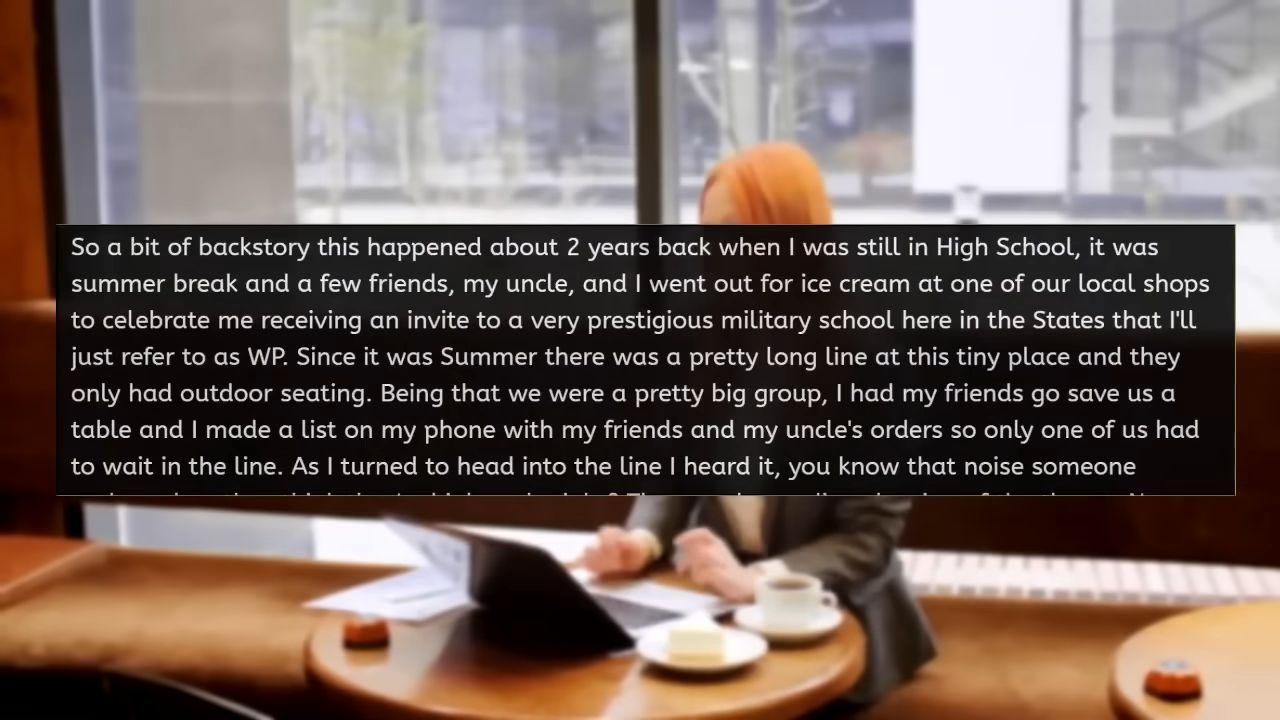 So a bit of backstory this happened about 2 years back when I was still in High School, it was
summer break and a few friends, my uncle, and I went out for ice cream at one of our local shops
to celebrate me receiving an invite to a very prestigious military school here in the States that I'll
just refer to as WP. Since it was Summer there was a pretty long line at this tiny place and they
only had outdoor seating. Being that we were a pretty big group, I had my friends go save us a
table and I made a list on my phone with my friends and my uncle's orders so only one of us had
to wait in the line. As I turned to head into the line I heard it, you know that noise someone